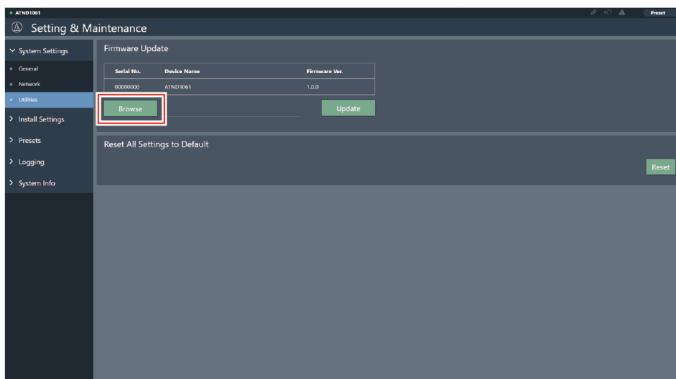 ATND1061
Preset
Setting & Maintenance
System Settings
General
Network
Utilities
Install Settings
Presets
Logging
System Info
Firmware Update
Serial No. Device Name Firmware Ver.
00000000 ATND1061 1.0.0
Browse Update
Reset All Settings to Default
Reset